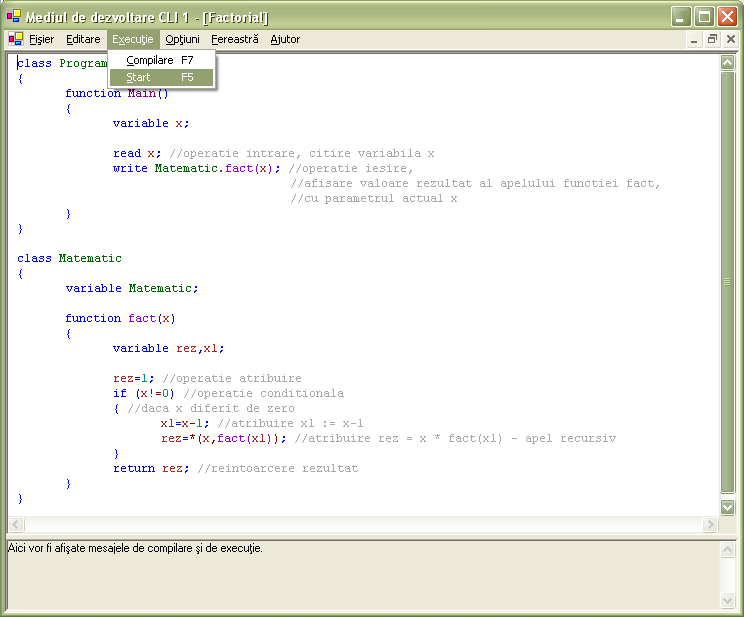 Mediul de dezvoltare CLI 1 - [Factorial]
Fişier Editare Execuţie Opţiuni Fereastră Ajutor
Compilare F7
Start F5
class Program
{
function Main()
{
variable x;
read x; //operatie intrare, citire variabila x
write Matematic.fact(x); //operatie iesire,
//afisare valoare rezultat al apelului functiei fact,
//cu parametrul actual x
}
}
class Matematic
{
variable Matematic;
function fact(x)
{
variable rez,x1;
rez=1; //operatie atribuire
if (x!=0) //operatie conditionala
{ //daca x diferit de zero
x1=x-1; //atribuire x1 := x-1
rez=*(x,fact(x1)); //atribuire rez = x * fact(x1) - apel recursiv
}
return rez; //reintoarcere rezultat
}
}
Aici vor fi afişate mesajele de compilare şi de execuţie.